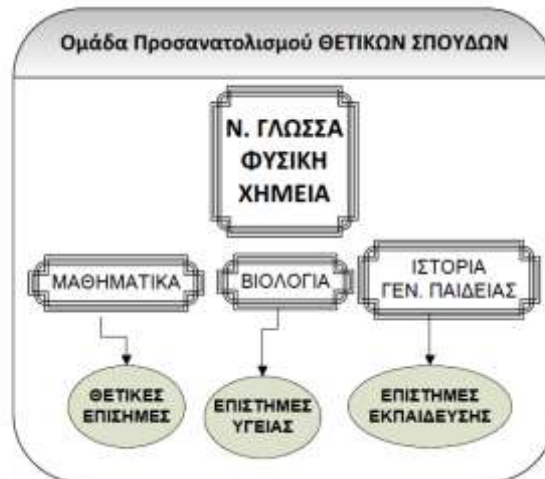 Ομάδα Προσανατολισμού ΘΕΤΙΚΩΝ ΣΠΟΥΔΩΝ
Ν. ΓΛΩΣΣΑ
ΦΥΣΙΚΗ
ΧΗΜΕΙΑ
ΜΑΘΗΜΑΤΙΚΑ
ΒΙΟΛΟΓΙΑ
ΙΣΤΟΡΙΑ
ΓΕΝ. ΠΑΙΔΕΙΑΣ
ΘΕΤΙΚΕΣ
ΕΠΙΣΗΜΕΣ
ΕΠΙΣΤΗΜΕΣ
ΥΓΕΙΑΣ
ΕΠΙΣΤΗΜΕΣ
ΕΚΠΑΙΔΕΥΣΗΣ